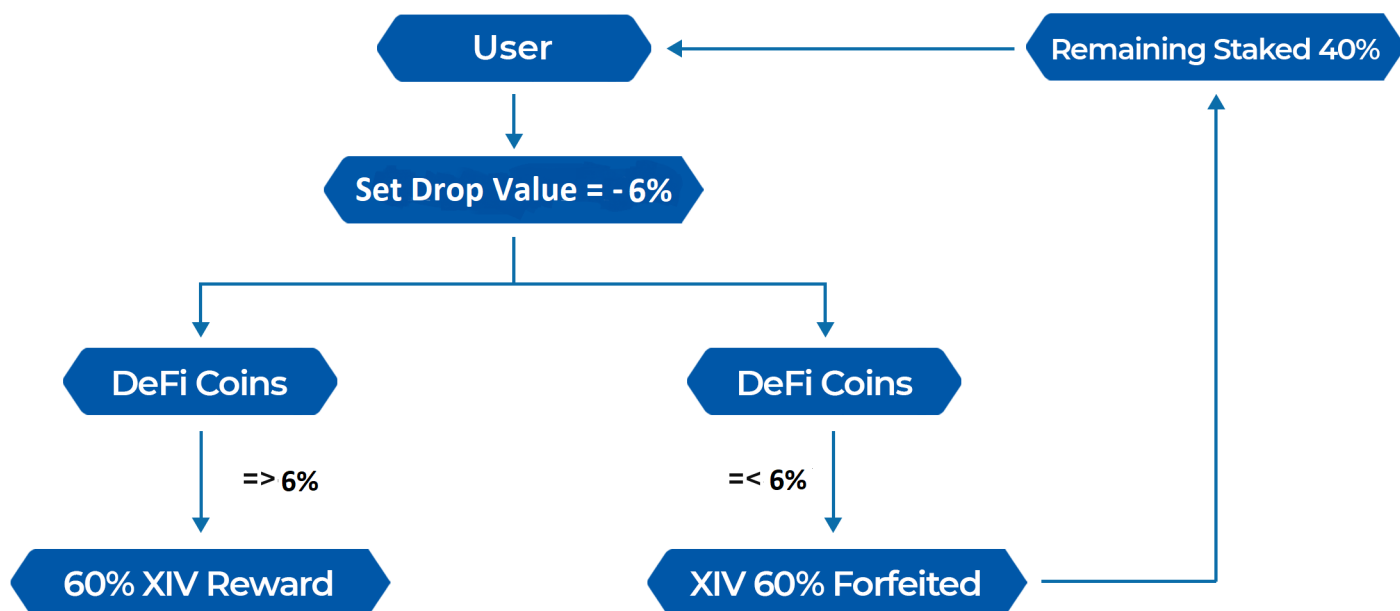 User
Remaining Staked 40%
Set Drop Value = - 6%
DeFi Coins
DeFi Coins
=> 6%
=< 6%
60% XIV Reward
XIV 60% Forfeited